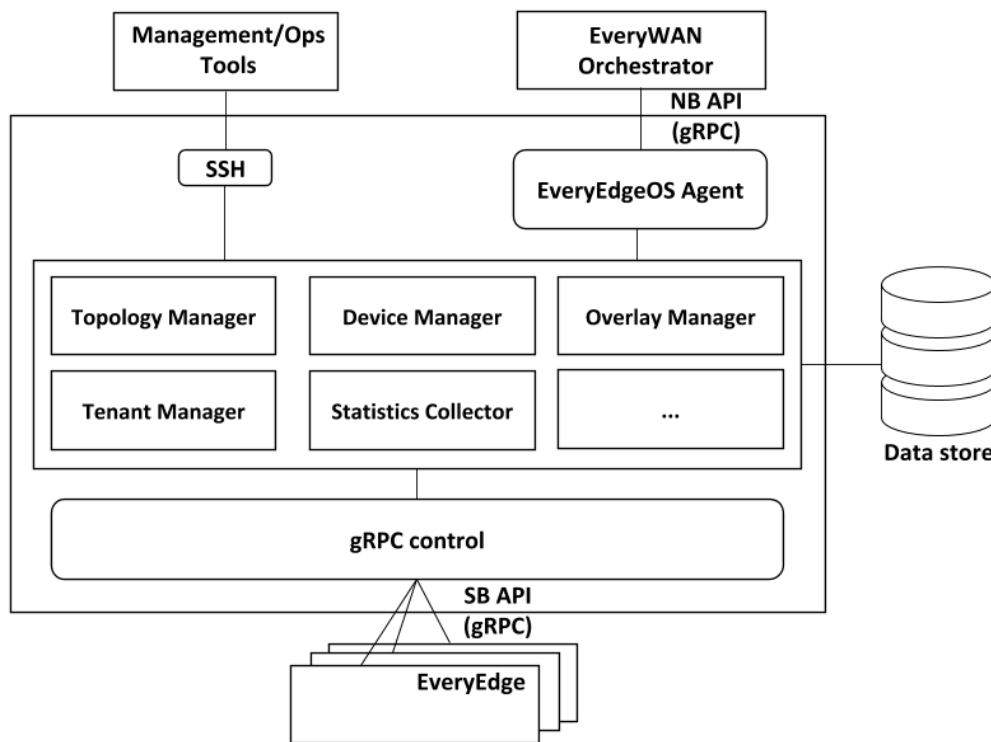 Management/Ops
Tools
EveryWAN
Orchestrator
NB API
(gRPC)
SSH
EveryEdgeOS Agent
Topology Manager
Device Manager
Overlay Manager
Tenant Manager
Statistics Collector
...
Data store
gRPC control
SB API
(gRPC)
EveryEdge